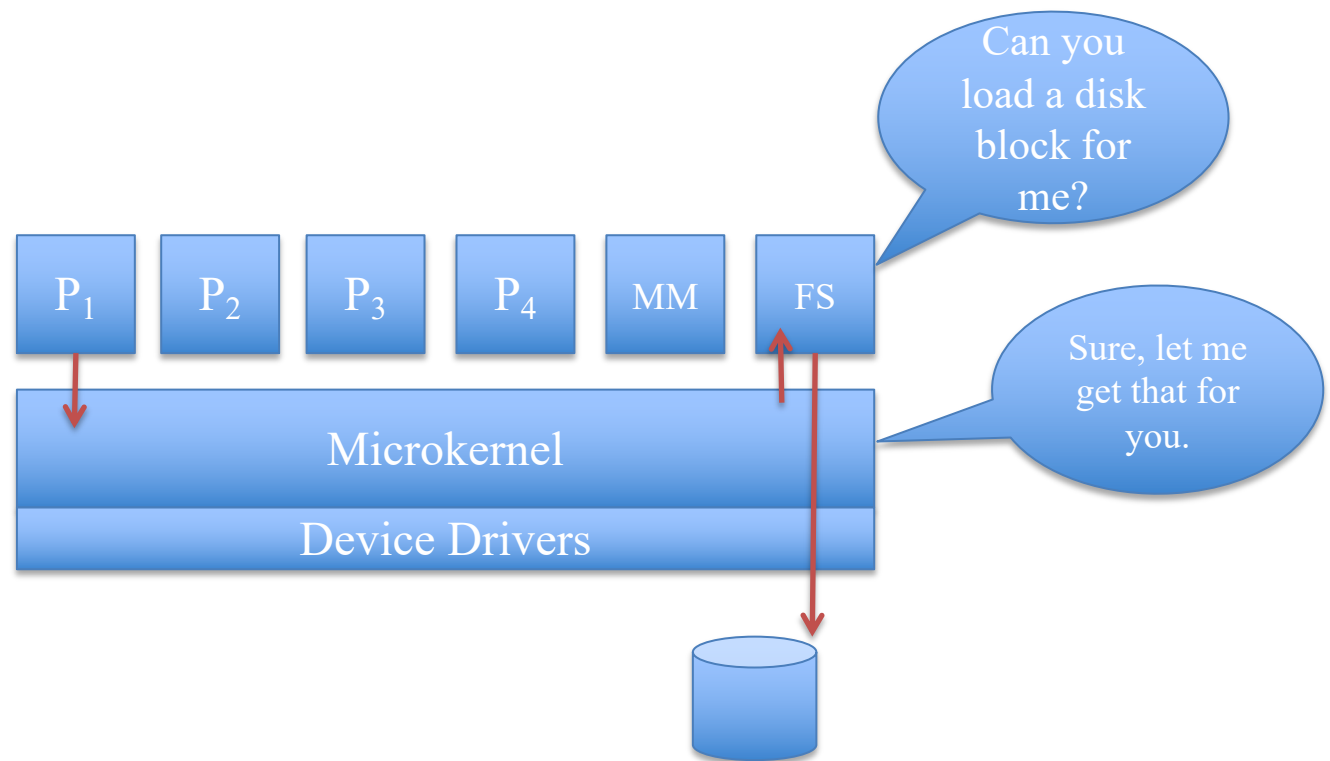 Can you
load a disk
block for
me?
P₁ P₂ P₃ P₄ MM FS
Sure, let me
get that for
you.
Microkernel
Device Drivers